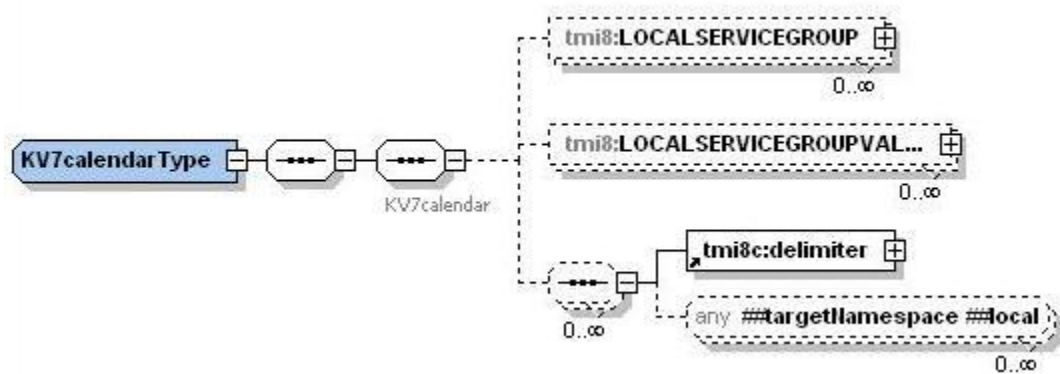 tmi8:LOCALSERVICEGROUP
0..∞
KV7calendarType
KV7calendar
tmi8:LOCALSERVICEGROUPVAL...
0..∞
tmi8c:delimiter
0..∞
any ##targetNamespace ##local
0..∞